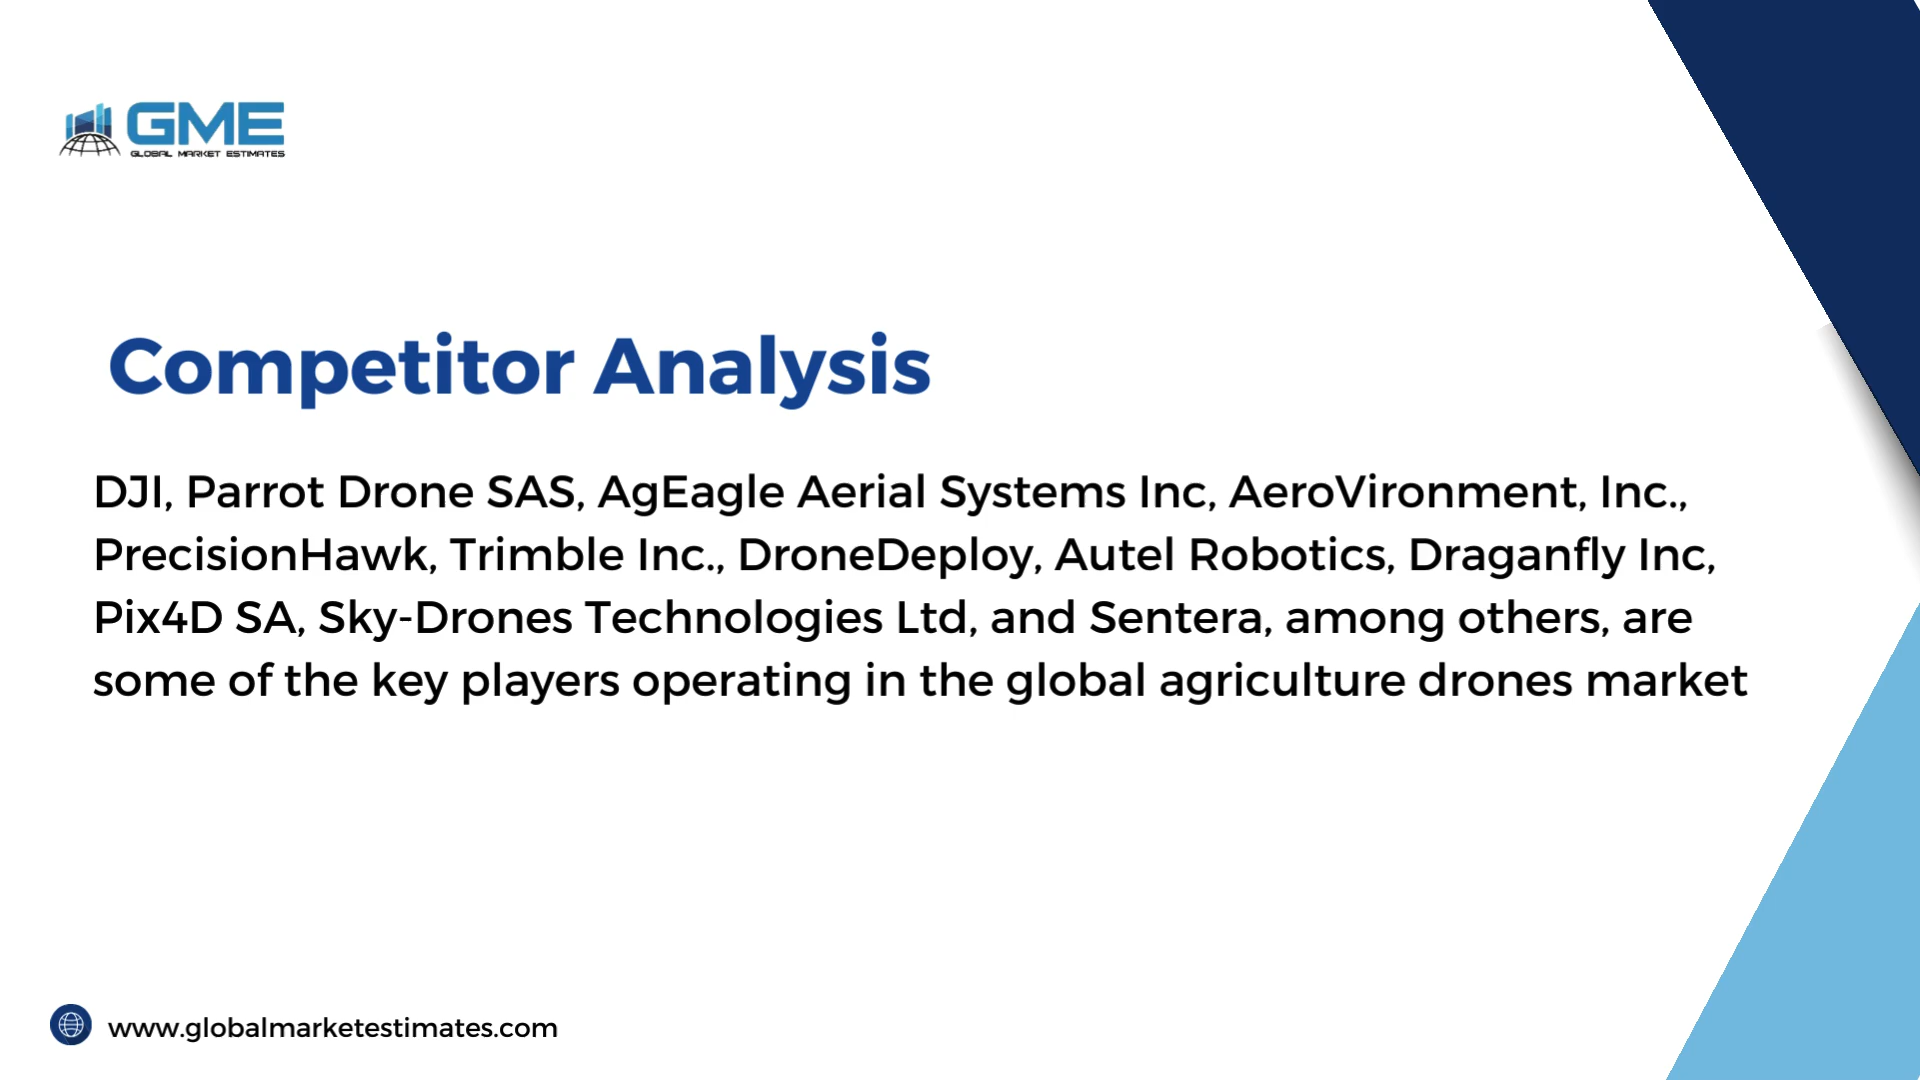 GME
GLOBAL MARKET ESTIMATES
Competitor Analysis
DJI, Parrot Drone SAS, AgEagle Aerial Systems Inc, AeroVironment, Inc.,
PrecisionHawk, Trimble Inc., DroneDeploy, Autel Robotics, Draganfly Inc,
Pix4D SA, Sky-Drones Technologies Ltd, and Sentera, among others, are
some of the key players operating in the global agriculture drones market
www.globalmarketestimates.com